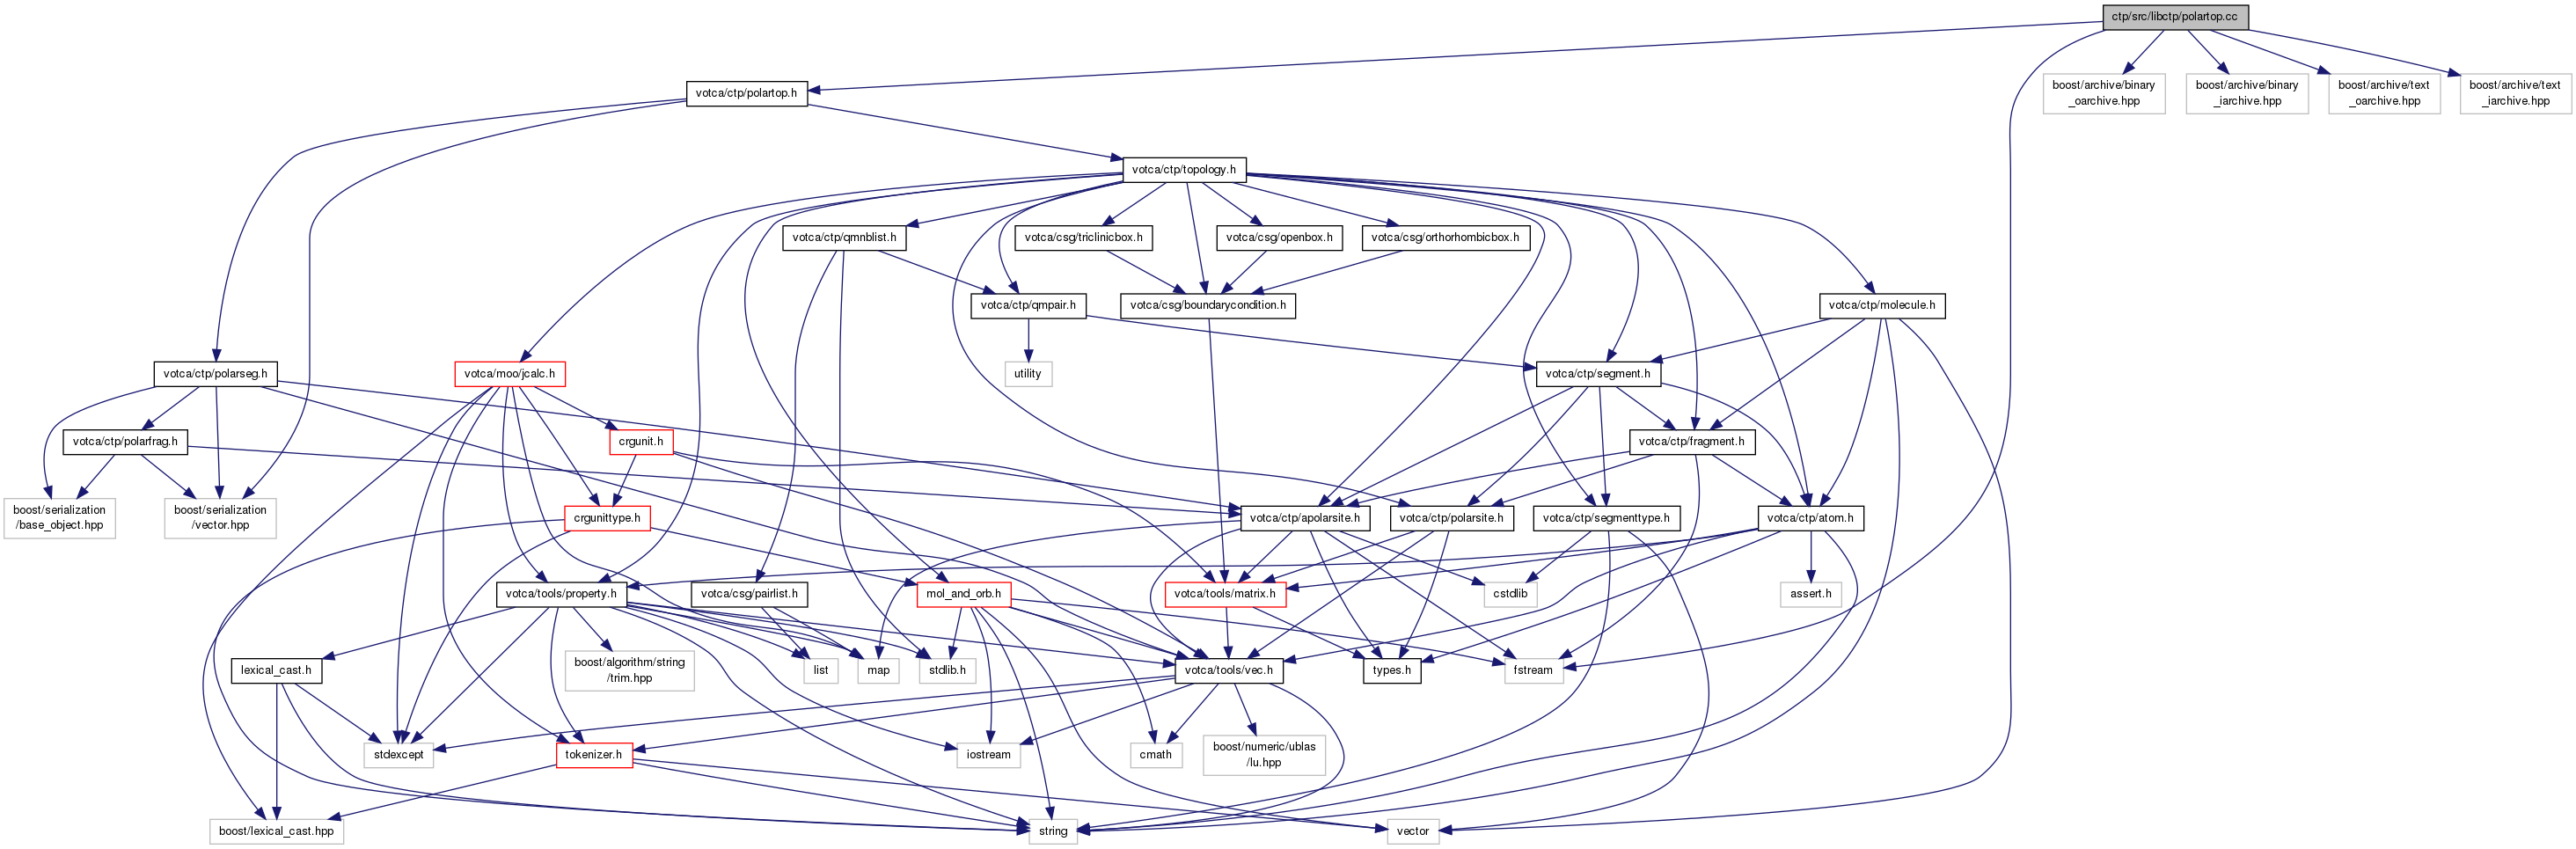 ctp/src/libctp/polartop.cc
votca/ctp/polartop.h
boost/archive/binary
_oarchive.hpp
boost/archive/binary
_iarchive.hpp
boost/archive/text
_oarchive.hpp
boost/archive/text
_iarchive.hpp
votca/ctp/topology.h
votca/ctp/qmnblist.h
votca/csg/triclinicbox.h
votca/csg/openbox.h
votca/csg/orthorhombicbox.h
votca/ctp/qmpair.h
votca/csg/boundarycondition.h
votca/ctp/molecule.h
votca/ctp/polarseg.h
votca/moo/jcalc.h
utility
votca/ctp/segment.h
votca/ctp/polarfrag.h
crgunit.h
votca/ctp/fragment.h
boost/serialization
/base_object.hpp
boost/serialization
/vector.hpp
crgunittype.h
votca/ctp/apolarsite.h
votca/ctp/polarsite.h
votca/ctp/segmenttype.h
votca/ctp/atom.h
votca/tools/property.h
votca/csg/pairlist.h
mol_and_orb.h
votca/tools/matrix.h
cstdlib
assert.h
lexical_cast.h
boost/algorithm/string
/trim.hpp
list
map
stdlib.h
votca/tools/vec.h
types.h
fstream
stdexcept
tokenizer.h
iostream
cmath
boost/numeric/ublas
/lu.hpp
boost/lexical_cast.hpp
string
vector